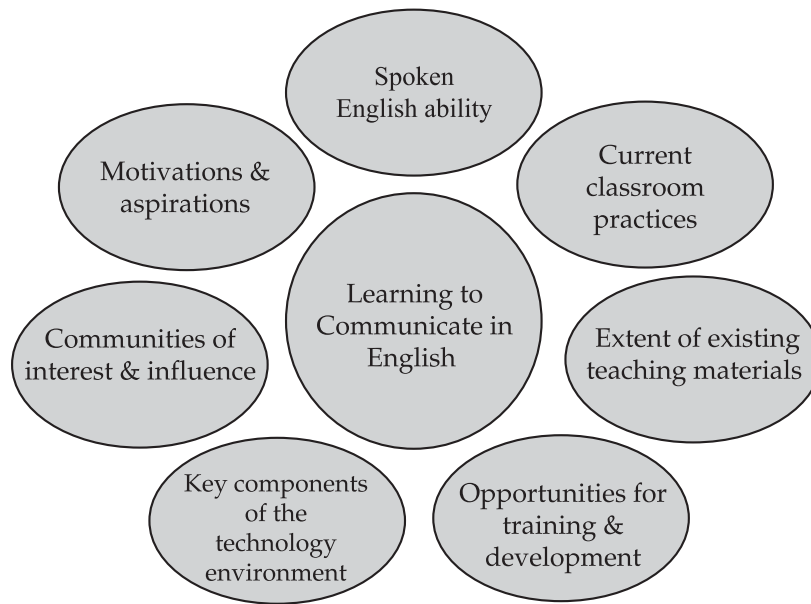 Spoken
English ability
Motivations &
aspirations
Current
classroom
practices
Learning to
Communicate in
English
Communities of
interest & influence
Extent of existing
teaching materials
Key components
of the
technology
environment
Opportunities for
training &
development